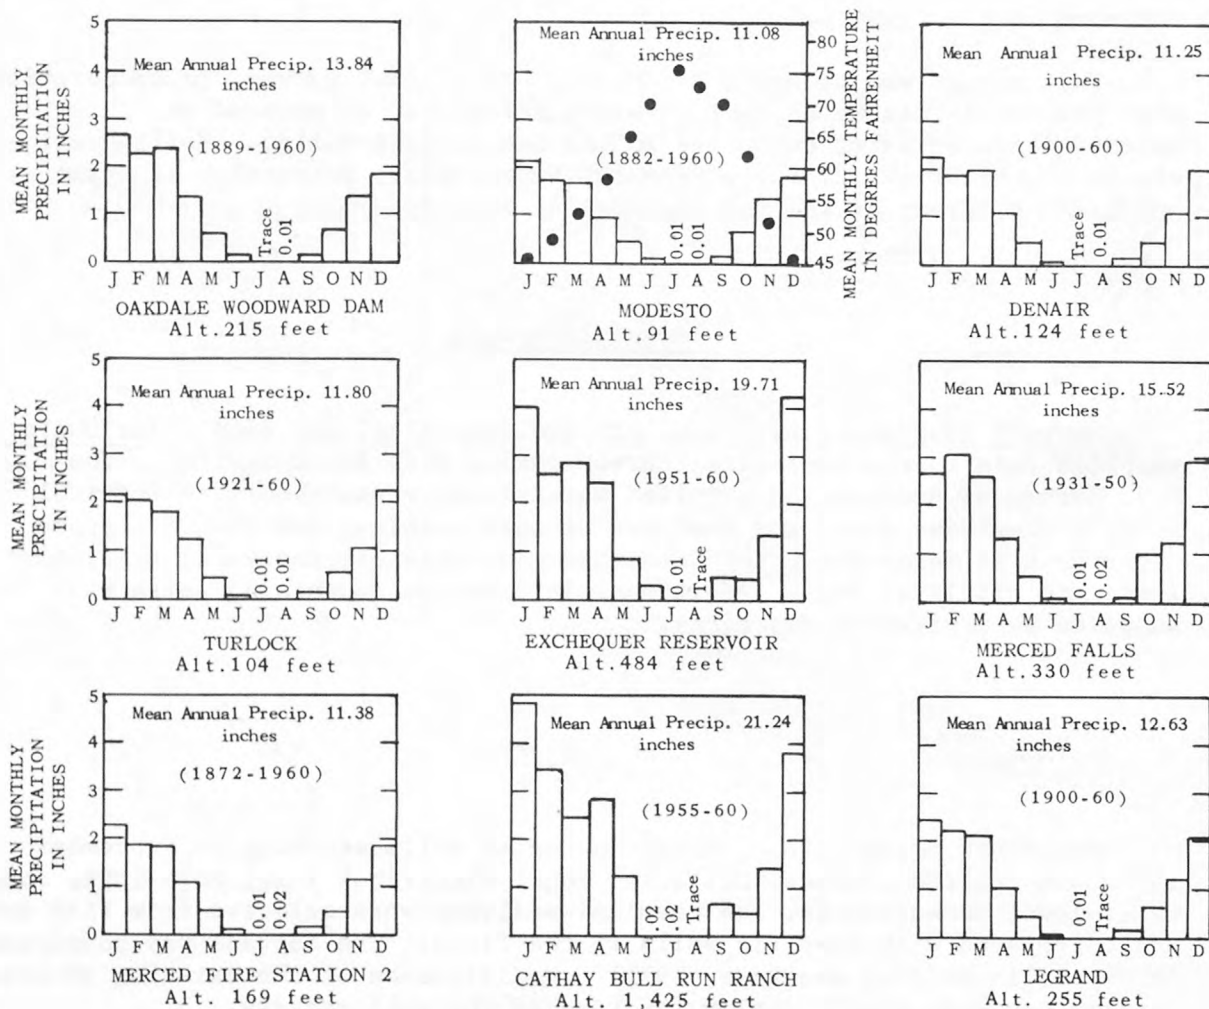 MEAN MONTHLY
PRECIPITATION
IN INCHES
5
4
3
2
1
0
Mean Annual Precip. 13.84
inches
(1889-1960)
Trace
0.01
J F M A M J J A S O N D
OAKDALE WOODWARD DAM
Alt.215 feet
Mean Annual Precip. 11.08
inches
(1882-1960)
0.01
0.01
80
75
70
65
60
55
50
45
MEAN MONTHLY TEMPERATURE
IN DEGREES FAHRENHEIT
J F M A M J J A S O N D
MODESTO
Alt.91 feet
Mean Annual Precip. 11.25
inches
(1900-60)
Trace
0.01
J F M A M J J A S O N D
DENAIR
Alt.124 feet
MEAN MONTHLY
PRECIPITATION
IN INCHES
5
4
3
2
1
0
Mean Annual Precip. 11.80
inches
(1921-60)
0.01
0.01
J F M A M J J A S O N D
TURLOCK
Alt.104 feet
Mean Annual Precip. 19.71
inches
(1951-60)
0.01
Trace
J F M A M J J A S O N D
EXCHEQUER RESERVOIR
Alt.484 feet
Mean Annual Precip. 15.52
inches
(1931-50)
0.01
0.02
J F M A M J J A S O N D
MERCED FALLS
Alt.330 feet
MEAN MONTHLY
PRECIPITATION
IN INCHES
5
4
3
2
1
0
Mean Annual Precip. 11.38
inches
(1872-1960)
0.01
0.02
J F M A M J J A S O N D
MERCED FIRE STATION 2
Alt. 169 feet
Mean Annual Precip. 21.24
inches
(1955-60)
0.02
0.02
Trace
J F M A M J J A S O N D
CATHAY BULL RUN RANCH
Alt. 1,425 feet
Mean Annual Precip. 12.63
inches
(1900-60)
0.01
Trace
J F M A M J J A S O N D
LEGRAND
Alt. 255 feet